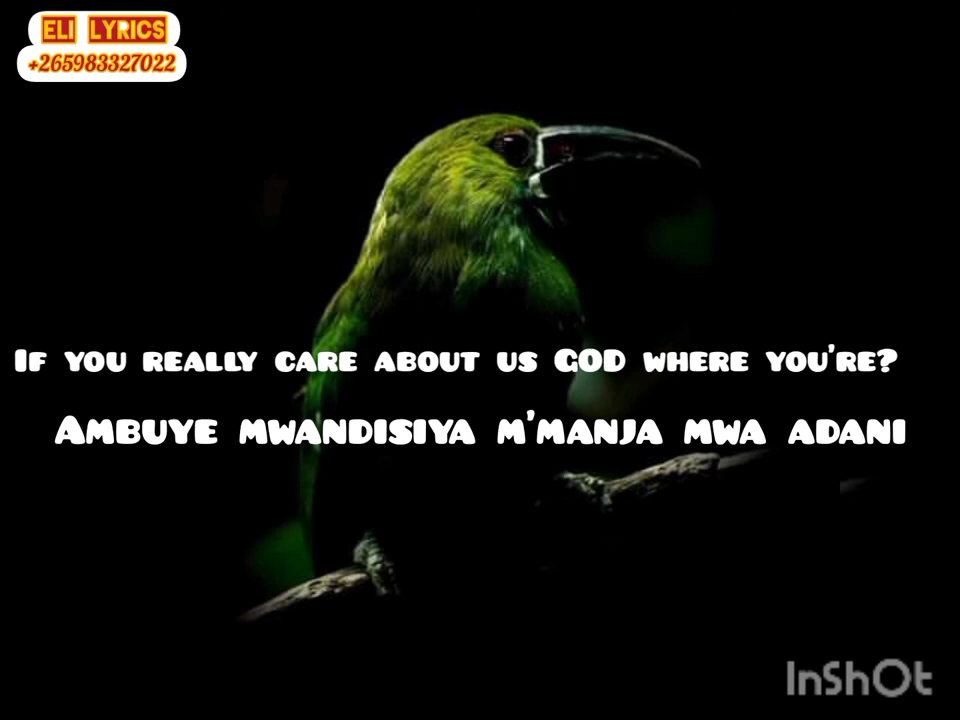 ELI LYRICS
+265983327022
If you really care about us GOD where you're?
Ambuye mwandisiya m'manja mwa adani
InShOt